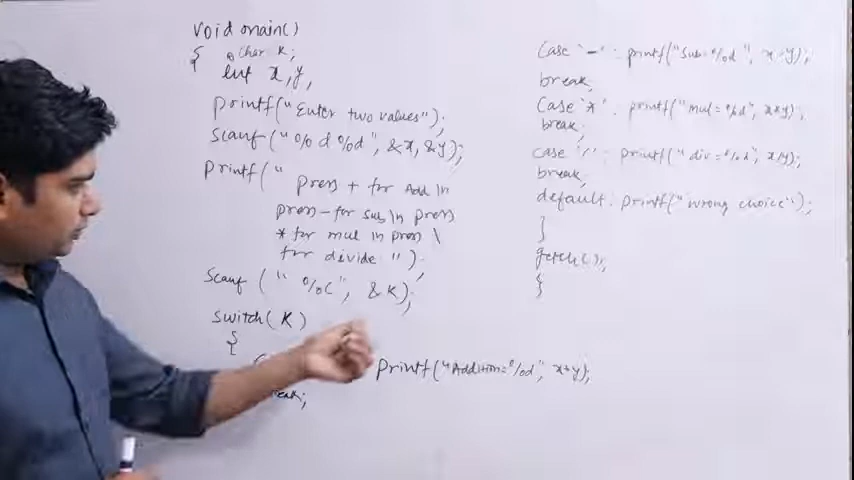 void main()
{ char k;
int x,y,
printf("Enter two values");
scanf("%d%d", &x,&y);
printf("
press + for Add \n
press - for sub \n press
* for mul \n press \
for divide ");
scanf ( " %c", &k);
switch( K )
{
printf("Addition=%d", x+y);
break;
case '-' : printf("Sub=%d", x-y);
break;
case '*' . printf("mul = %d", x*y);
break;
case '/' : printf("div=%d", x/y);
break;
default. printf("wrong choice");
}
getch();
}